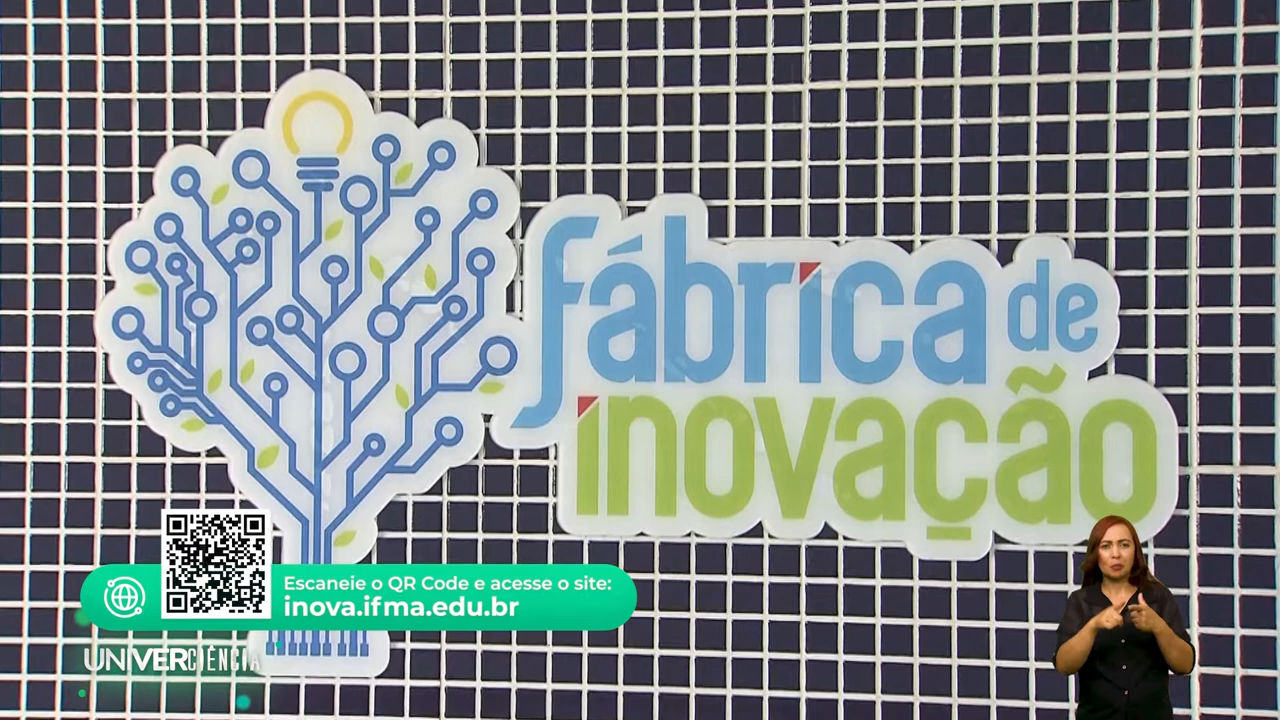 fábrica de
inovação
Escaneie o QR Code e acesse o site:
inova.ifma.edu.br
UNIVERCIÊNCIA